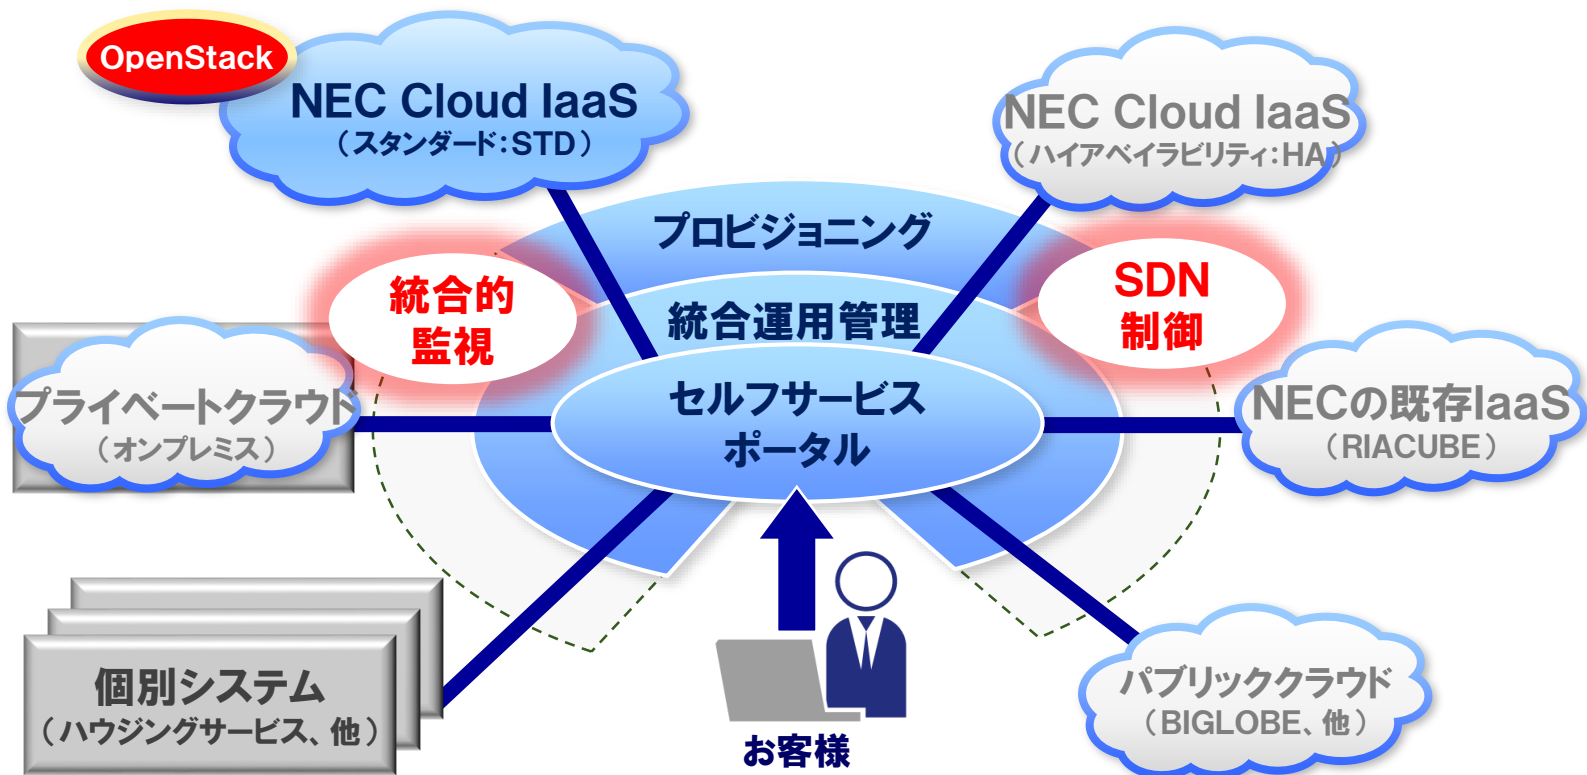 OpenStack
NEC Cloud IaaS
（スタンダード：STD）
NEC Cloud IaaS
（ハイアベイラビリティ：HA）
プロビジョニング
統合的
監視
SDN
制御
統合運用管理
セルフサービス
ポータル
プライベートクラウド
（オンプレミス）
NECの既存IaaS
（RIACUBE）
個別システム
（ハウジングサービス、他）
パブリッククラウド
（BIGLOBE、他）
お客様